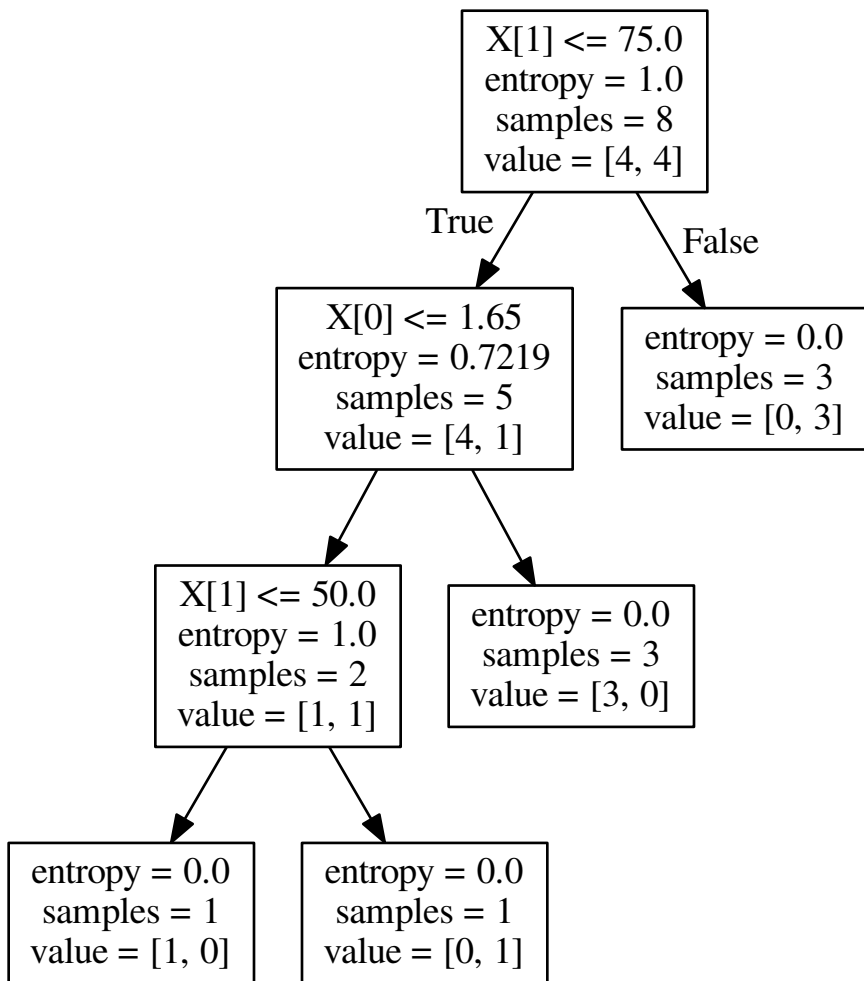 X[1] <= 75.0
entropy = 1.0
samples = 8
value = [4, 4]
True
False
X[0] <= 1.65
entropy = 0.7219
samples = 5
value = [4, 1]
entropy = 0.0
samples = 3
value = [0, 3]
X[1] <= 50.0
entropy = 1.0
samples = 2
value = [1, 1]
entropy = 0.0
samples = 3
value = [3, 0]
entropy = 0.0
samples = 1
value = [1, 0]
entropy = 0.0
samples = 1
value = [0, 1]